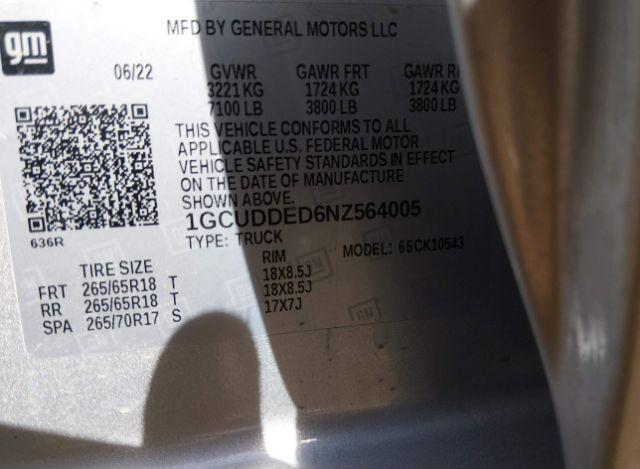 gm
MFD BY GENERAL MOTORS LLC
06/22 GVWR GAWR FRT GAWR
3221 KG 1724 KG 1724 KG
7100 LB 3800 LB 3800 LB
THIS VEHICLE CONFORMS TO ALL
APPLICABLE U.S. FEDERAL MOTOR
VEHICLE SAFETY STANDARDS IN EFFECT
ON THE DATE OF MANUFACTURE
SHOWN ABOVE.
636R
1GCUDDED6NZ564005
TYPE: TRUCK MODEL: 65CK10543
TIRE SIZE RIM
FRT 265/65R18 T 18X8.5J
RR 265/65R18 T 18X8.5J
SPA 265/70R17 S 17X7J